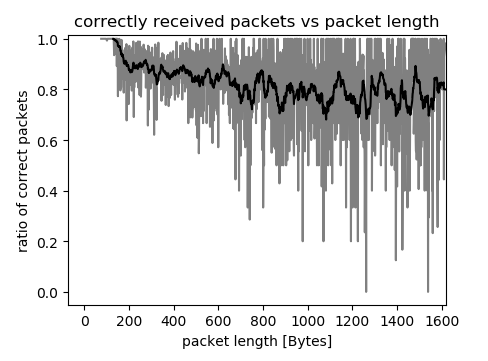 correctly received packets vs packet length
1.0
0.8
0.6
0.4
0.2
0.0
ratio of correct packets
0 200 400 600 800 1000 1200 1400 1600
packet length [Bytes]